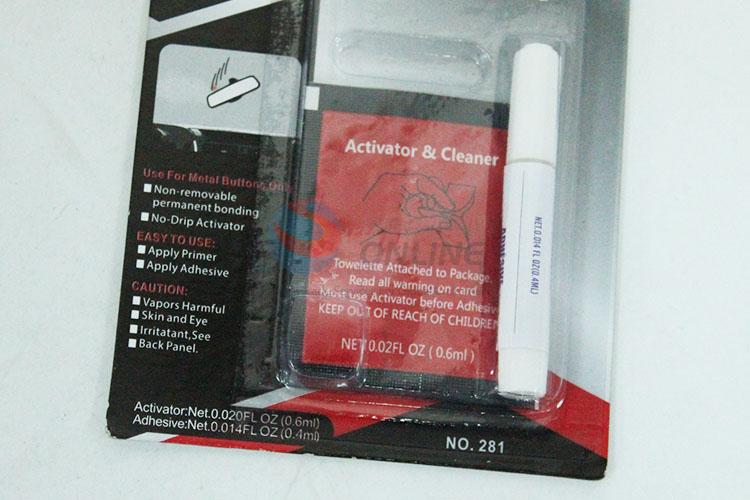 Use For Metal Buttons Only
Non-removable
permanent bonding
No-Drip Activator
EASY TO USE:
Apply Primer
Apply Adhesive
CAUTION:
Vapors Harmful
Skin and Eye
Irritatant,See
Back Panel.
Activator:Net.0.020FL OZ (0.6ml)
Adhesive:Net.0.014FL OZ (0.4ml)
Activator & Cleaner
Towelette Attached to Package,
Read all warning on card
Must use Activator before Adhesive
KEEP OUT OF REACH OF CHILDREN
NET 0.02FL OZ ( 0.6ml )
NET.0.014 FL OZ(0.4ML)
ONLINE
NO. 281